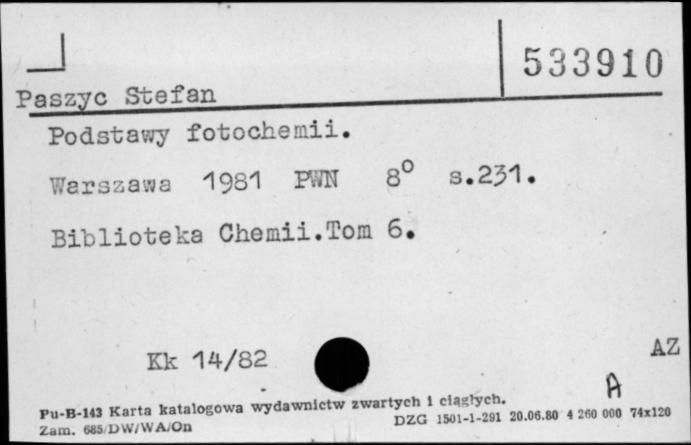 533910
Paszyc Stefan
Podstawy fotochemii.
Warszawa 1981 PWN 8° s.231.
Biblioteka Chemii.Tom 6.
Kk 14/82
AZ
A
Pu-B-143 Karta katalogowa wydawnictw zwartych i ciągłych.
Zam. 685/DW/WA/On DZG 1501-1-291 20.06.80 4 260 000 74x120